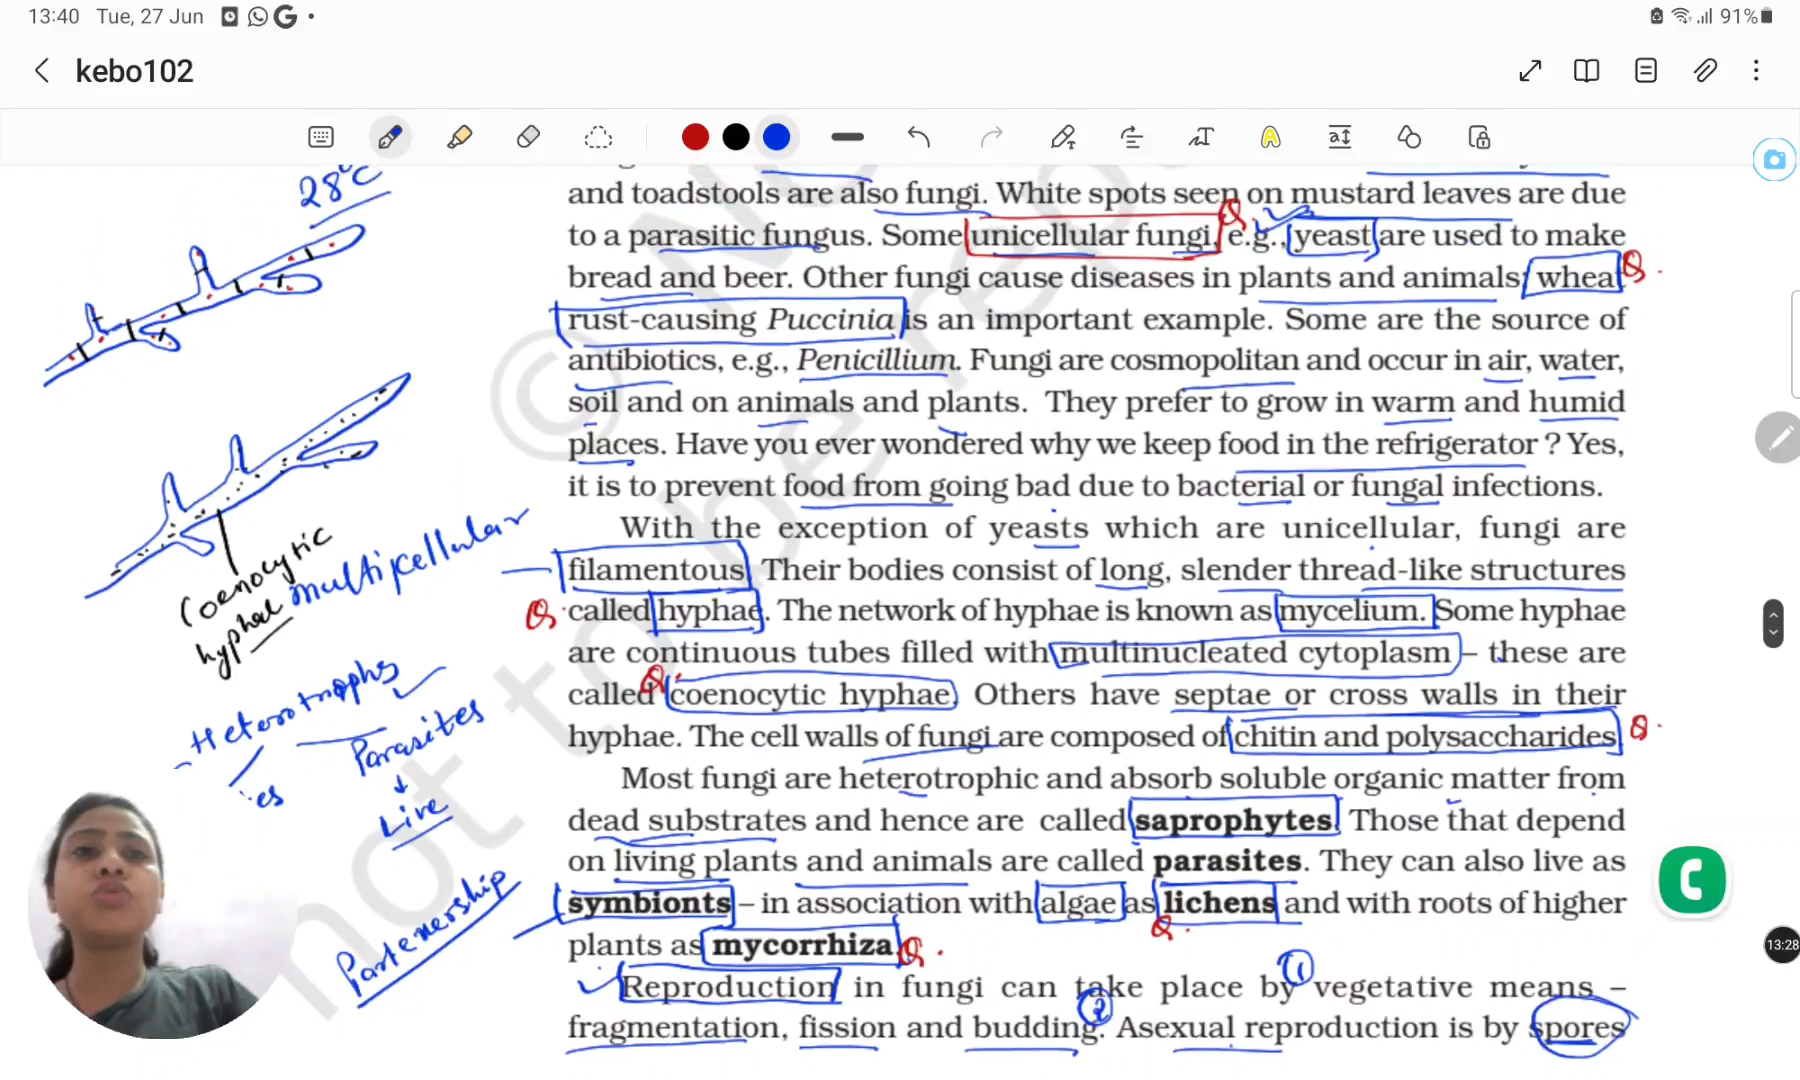 13:40 Tue, 27 Jun
91%
kebo102
28°C
and toadstools are also fungi. White spots seen on mustard leaves are due
to a parasitic fungus. Some unicellular fungi, e.g., yeast are used to make
bread and beer. Other fungi cause diseases in plants and animals; wheat
rust-causing Puccinia is an important example. Some are the source of
antibiotics, e.g., Penicillium. Fungi are cosmopolitan and occur in air, water,
soil and on animals and plants. They prefer to grow in warm and humid
places. Have you ever wondered why we keep food in the refrigerator ? Yes,
it is to prevent food from going bad due to bacterial or fungal infections.
With the exception of yeasts which are unicellular, fungi are
filamentous. Their bodies consist of long, slender thread-like structures
called hyphae. The network of hyphae is known as mycelium. Some hyphae
are continuous tubes filled with multinucleated cytoplasm – these are
called coenocytic hyphae. Others have septae or cross walls in their
hyphae. The cell walls of fungi are composed of chitin and polysaccharides.
Most fungi are heterotrophic and absorb soluble organic matter from
dead substrates and hence are called saprophytes. Those that depend
on living plants and animals are called parasites. They can also live as
symbionts – in association with algae as lichens and with roots of higher
plants as mycorrhiza.
Reproduction in fungi can take place by vegetative means –
fragmentation, fission and budding. Asexual reproduction is by spores
Coenocytic
hyphae
multicellular
Heterotrophs
Parasites
Live
Partenership
Q.
Q.
Q.
Q.
Q.
Q.
Q.
1
2
not to be rep
13:28